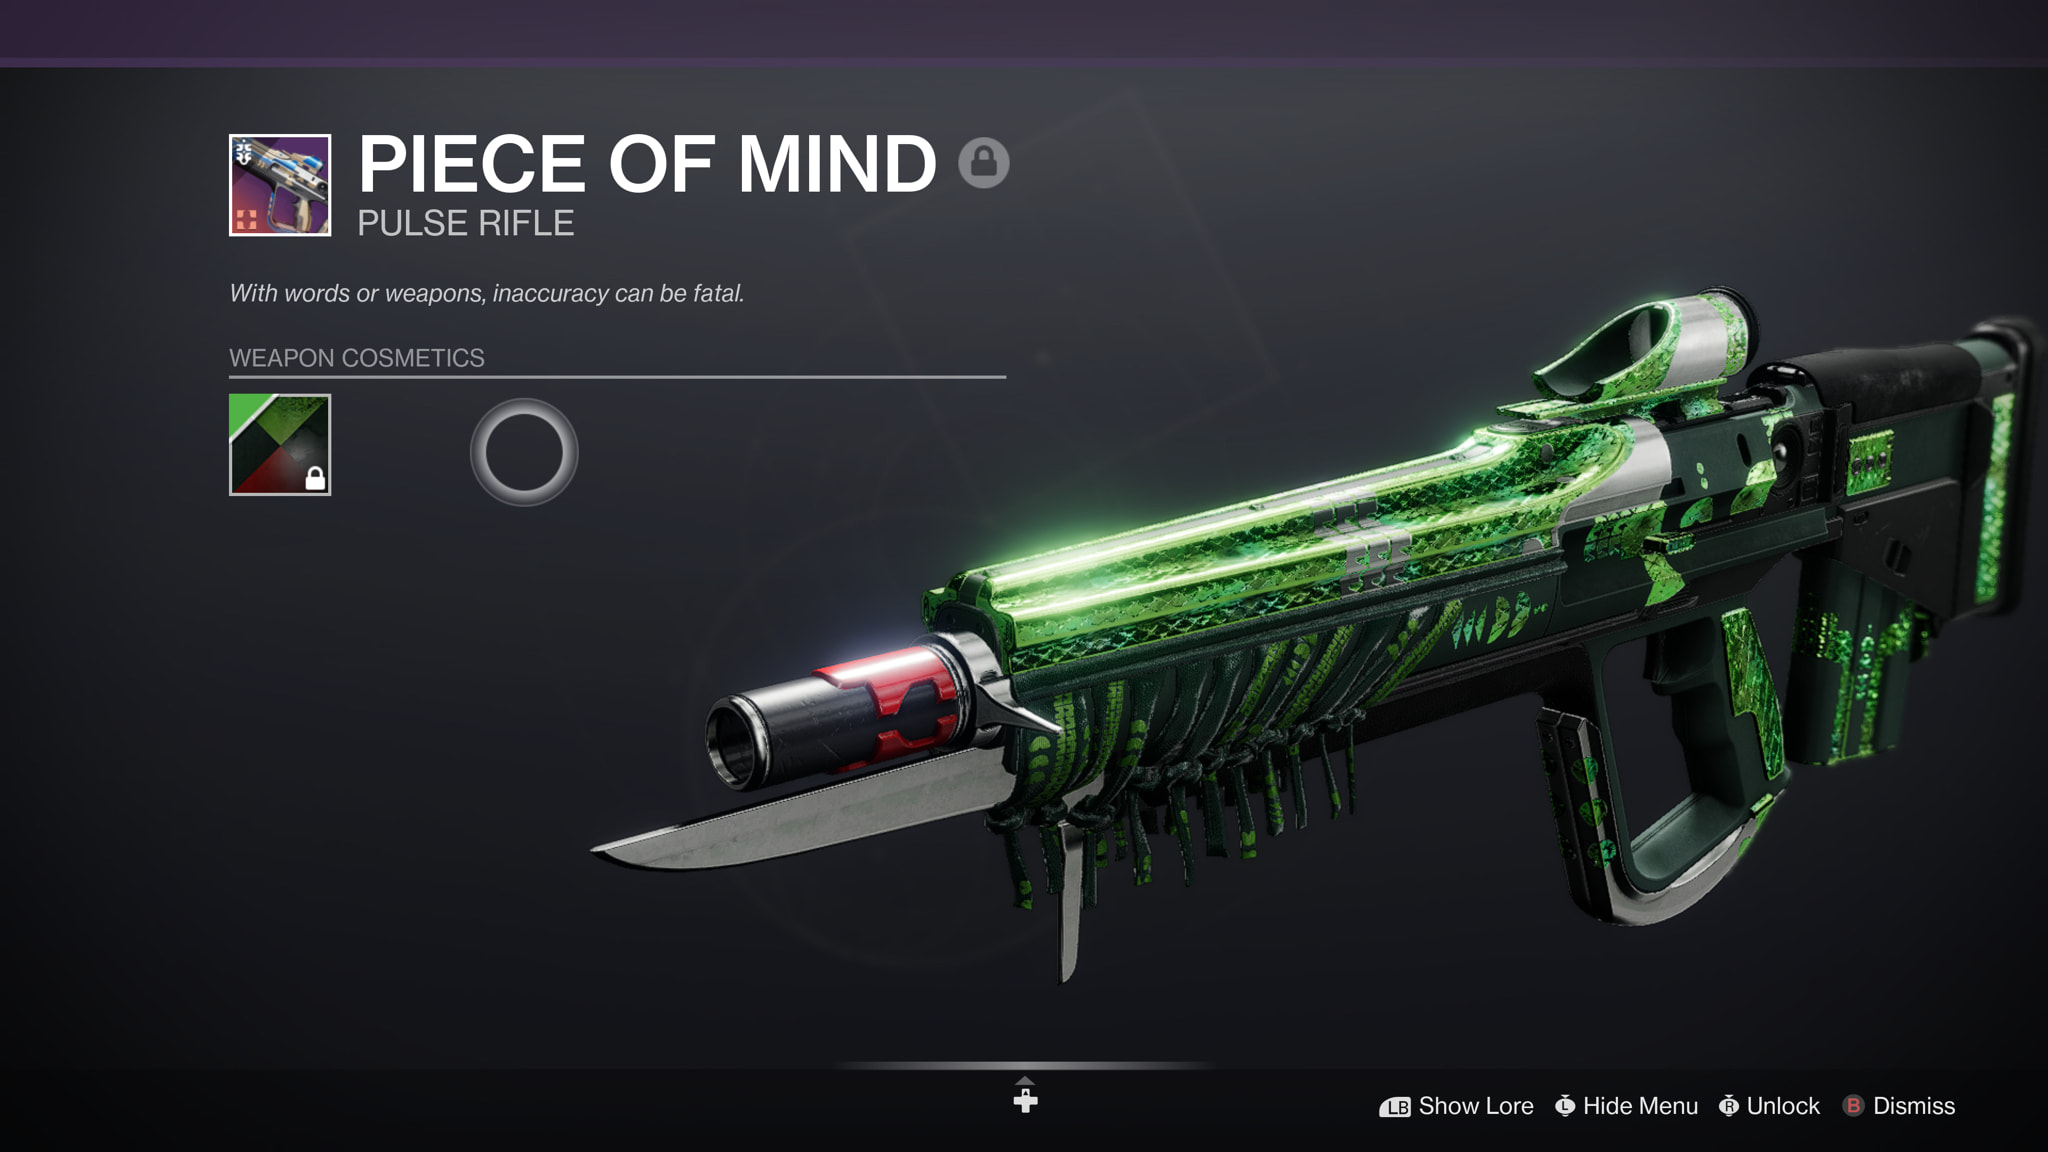 PIECE OF MIND
PULSE RIFLE
With words or weapons, inaccuracy can be fatal.
WEAPON COSMETICS
LB Show Lore L Hide Menu R Unlock B Dismiss